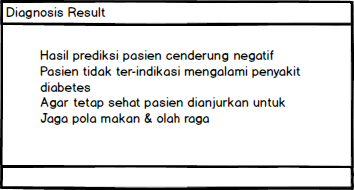 Diagnosis Result
Hasil prediksi pasien cenderung negatif
Pasien tidak ter-indikasi mengalami penyakit
diabetes
Agar tetap sehat pasien dianjurkan untuk
Jaga pola makan & olah raga